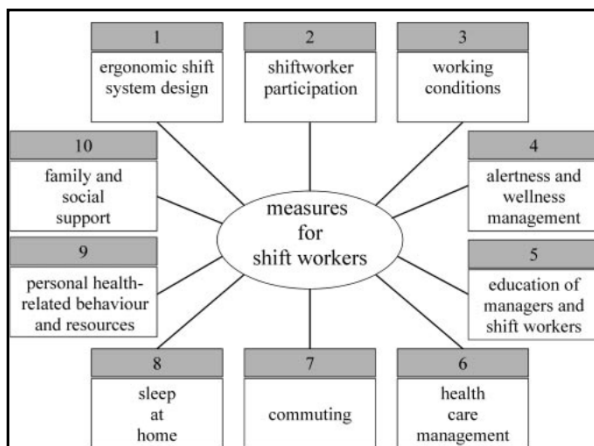 1
ergonomic shift
system design
2
shiftworker
participation
3
working
conditions
10
family and
social
support
measures
for
shift workers
4
alertness and
wellness
management
9
personal health-
related behaviour
and resources
5
education of
managers and
shift workers
8
sleep
at
home
7
commuting
6
health
care
management